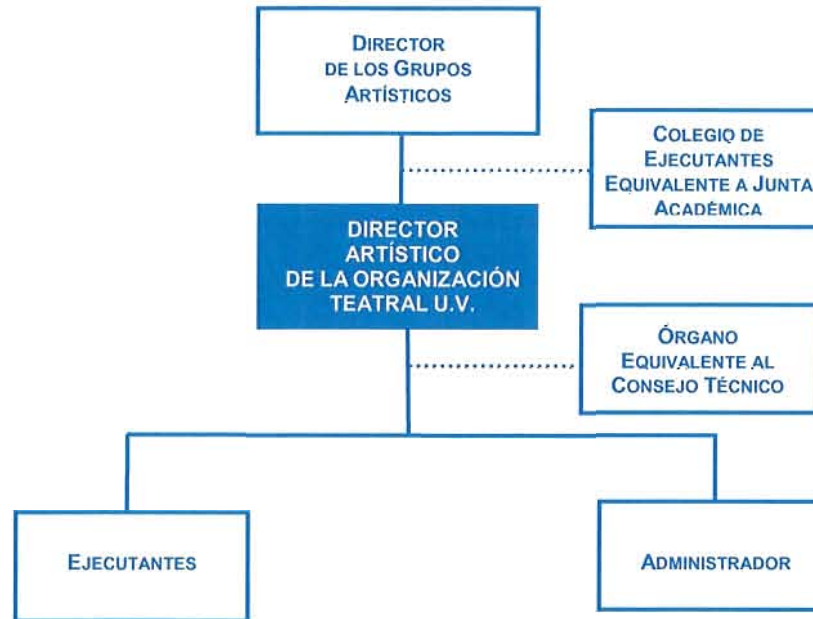 DIRECTOR
DE LOS GRUPOS
ARTÍSTICOS
COLEGIO DE
EJECUTANTES
EQUIVALENTE A JUNTA
ACADÉMICA
DIRECTOR
ARTÍSTICO
DE LA ORGANIZACIÓN
TEATRAL U.V.
ÓRGANO
EQUIVALENTE AL
CONSEJO TÉCNICO
EJECUTANTES
ADMINISTRADOR